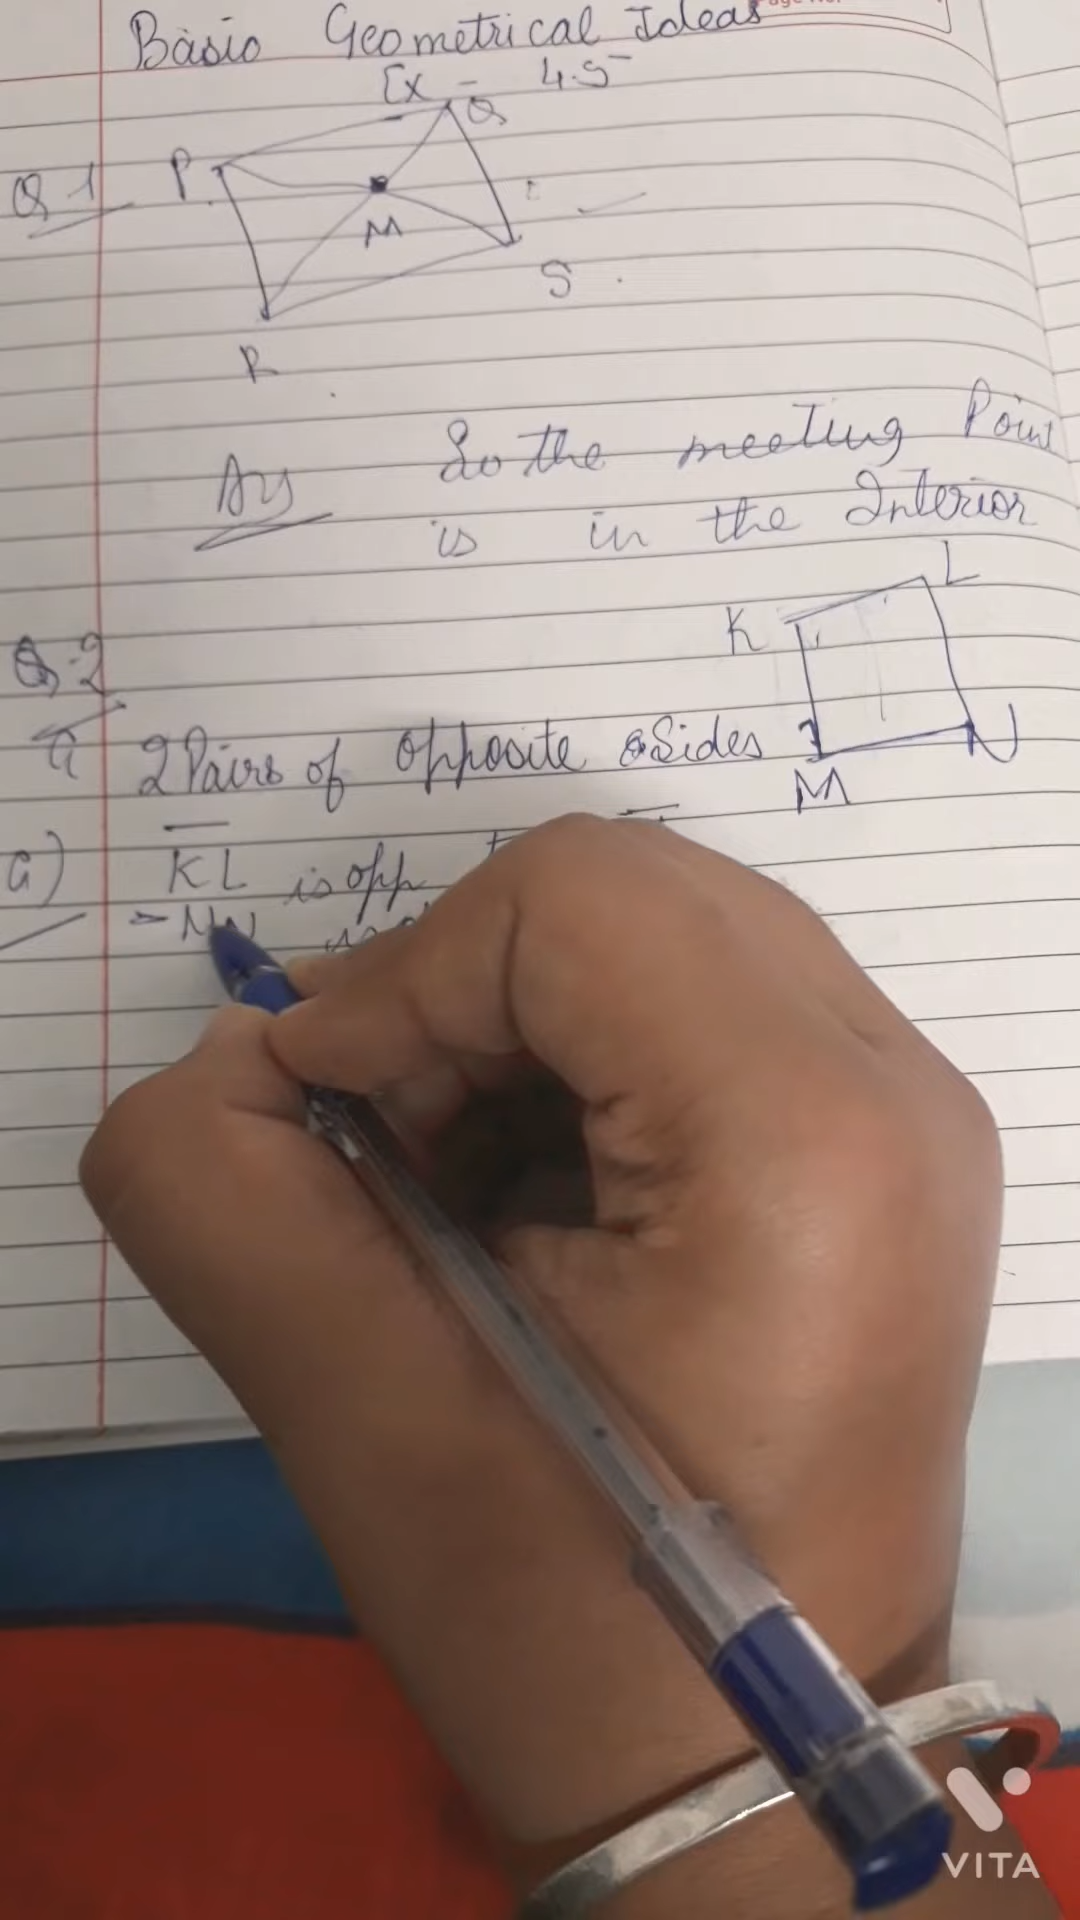 Basic Geometrical Ideas
Ex - 4.5
Q 1
P
Q
M
S
R
So the meeting Point
is in the Interior
L
K
Q.2
2 Pairs of opposite Sides
N
M
a) KL is opp
VITA